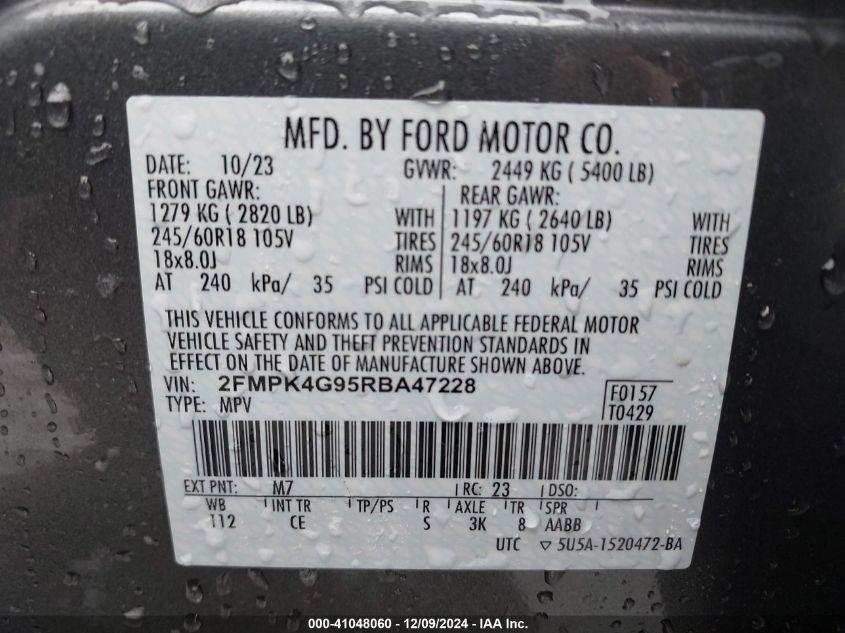 MFD. BY FORD MOTOR CO.
DATE: 10/23 GVWR: 2449 KG ( 5400 LB)
FRONT GAWR: REAR GAWR:
1279 KG ( 2820 LB) WITH 1197 KG ( 2640 LB) WITH
245/60R18 105V TIRES 245/60R18 105V TIRES
18x8.0J RIMS 18x8.0J RIMS
AT 240 kPa/ 35 PSI COLD AT 240 kPa/ 35 PSI COLD
THIS VEHICLE CONFORMS TO ALL APPLICABLE FEDERAL MOTOR
VEHICLE SAFETY AND THEFT PREVENTION STANDARDS IN
EFFECT ON THE DATE OF MANUFACTURE SHOWN ABOVE.
VIN: 2FMPK4G95RBA47228 F0157
TYPE: MPV T0429
EXT PNT: M7 RC: 23 DSO:
WB INT TR TP/PS R AXLE TR SPR
112 CE S 3K 8 AABB
UTC ▽ 5U5A-1520472-BA
000-41048060 - 12/09/2024 - IAA Inc.